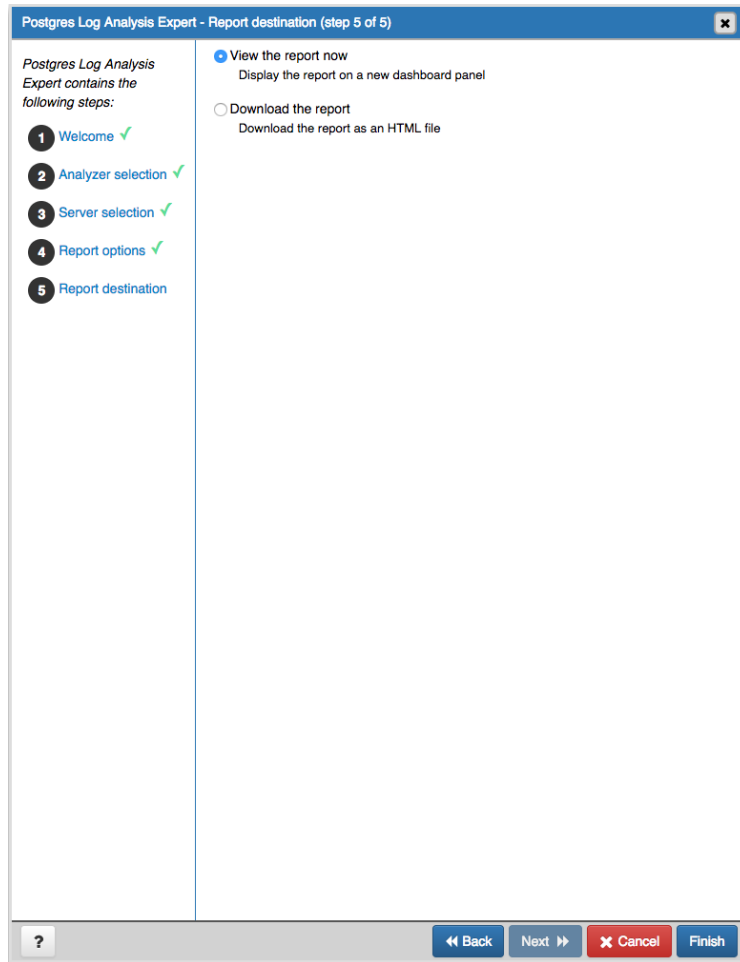 Postgres Log Analysis Expert - Report destination (step 5 of 5)
Postgres Log Analysis
Expert contains the
following steps:
1 Welcome
2 Analyzer selection
3 Server selection
4 Report options
5 Report destination
View the report now
Display the report on a new dashboard panel
Download the report
Download the report as an HTML file
? Back Next Cancel Finish